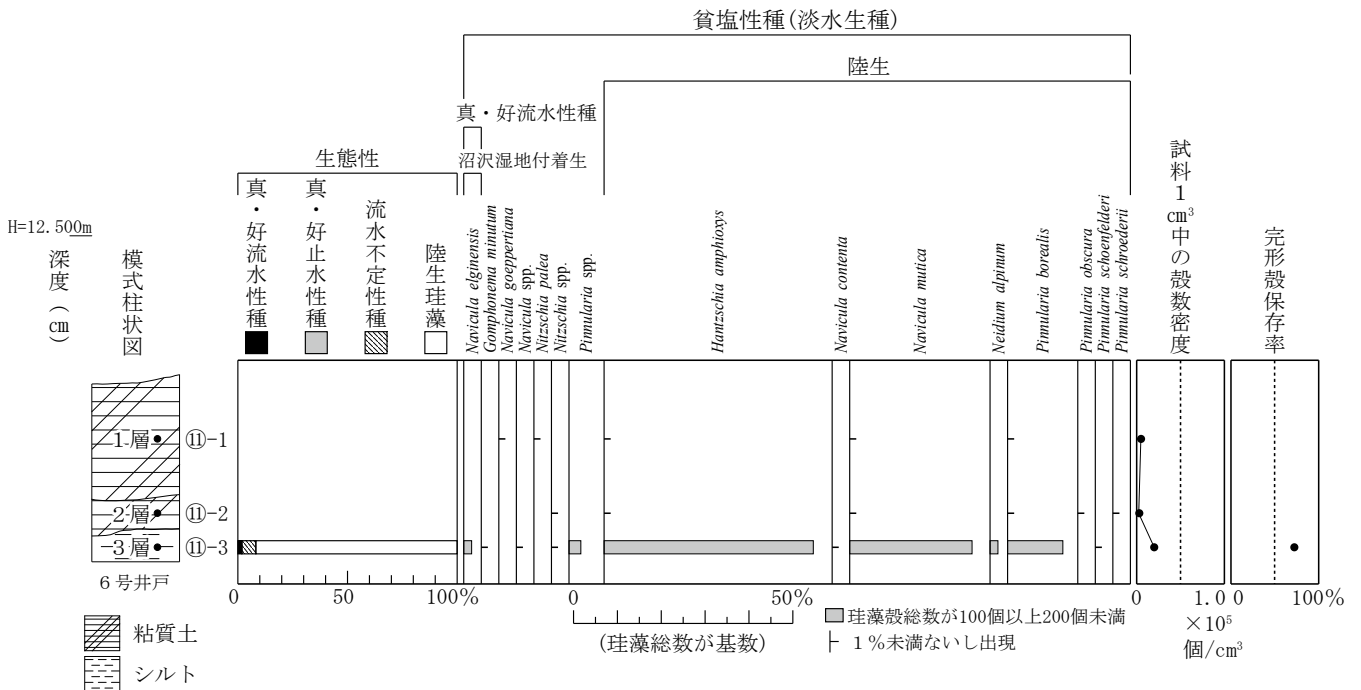 貧塩性種(淡水生種)
陸生
真・好流水性種
沼沢湿地付着生
生態性
H=12.500m
深度(cm)
模式柱状図
真・好流水性種
真・好止水性種
流水不定性種
陸生珪藻
Navicula elginensis
Gomphonema minutum
Navicula goeppertiana
Navicula spp.
Nitzschia palea
Nitzschia spp.
Pinnularia spp.
Hantzschia amphioxys
Navicula contenta
Navicula mutica
Neidium alpinum
Pinnularia borealis
Pinnularia obscura
Pinnularia schoenfelderi
Pinnularia schroederii
試料1cm³中の殻数密度
完形殻保存率
1層 ⑪-1
2層 ⑪-2
3層 ⑪-3
6号井戸
0 50 100%
0 50%
(珪藻総数が基数)
珪藻殻総数が100個以上200個未満
1%未満ないし出現
0 1.0
×10⁵
個/cm³
0 100%
粘質土
シルト